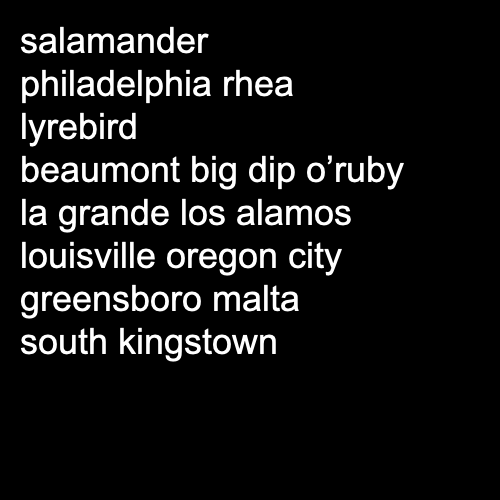 salamander
philadelphia rhea
lyrebird
beaumont big dip o’ruby
la grande los alamos
louisville oregon city
greensboro malta
south kingstown